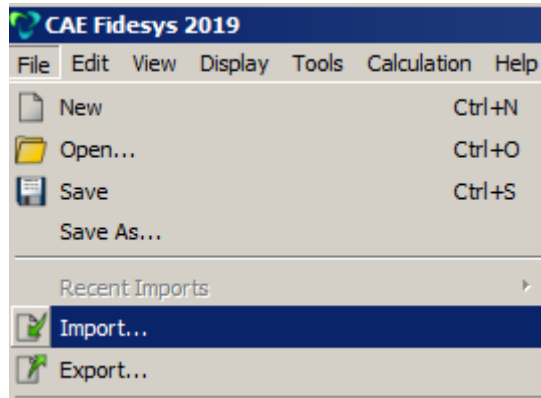 CAE Fidesys 2019
File Edit View Display Tools Calculation Help
New Ctrl+N
Open... Ctrl+O
Save Ctrl+S
Save As...
Recent Imports
Import...
Export...